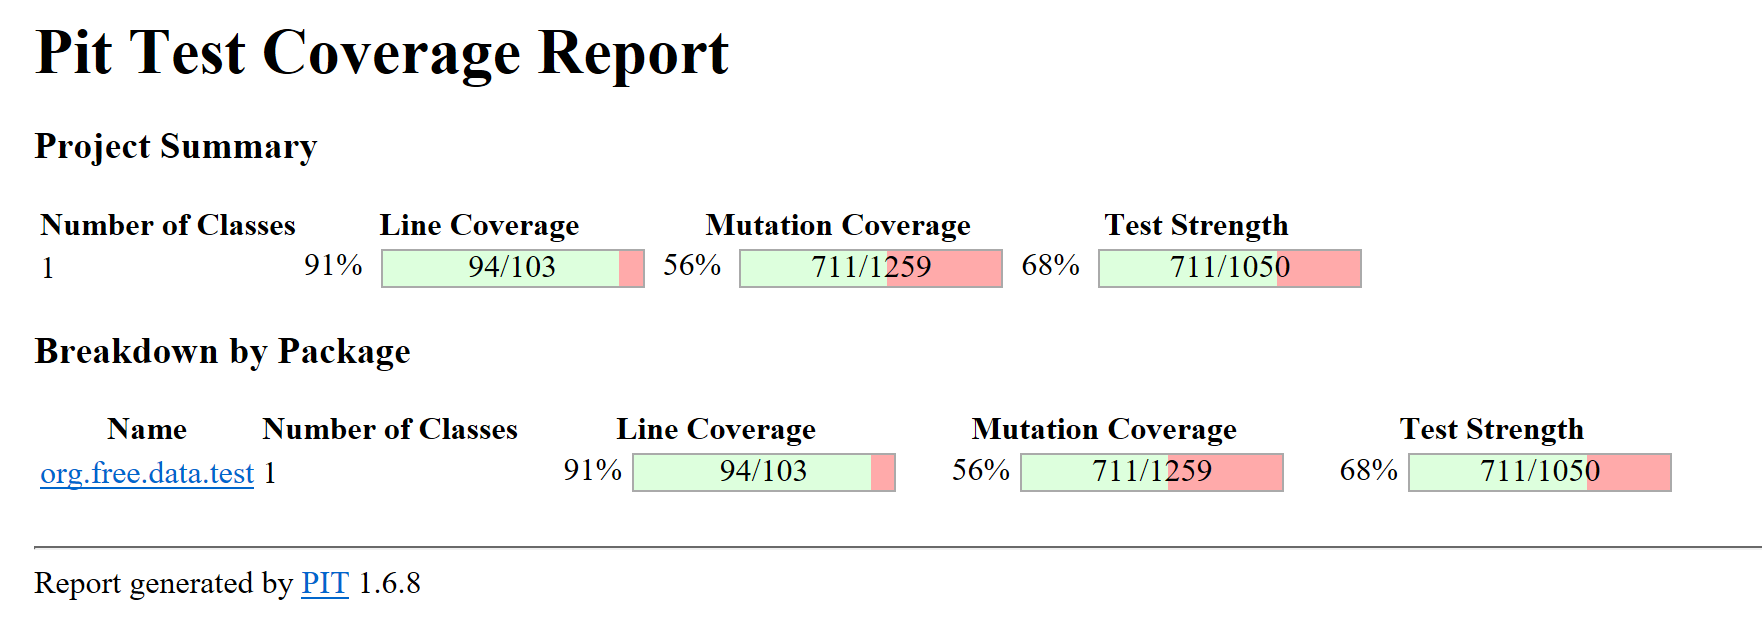 Pit Test Coverage Report
Project Summary
Number of Classes Line Coverage Mutation Coverage Test Strength
1 91% 94/103 56% 711/1259 68% 711/1050
Breakdown by Package
Name Number of Classes Line Coverage Mutation Coverage Test Strength
org.free.data.test 1 91% 94/103 56% 711/1259 68% 711/1050
Report generated by PIT 1.6.8